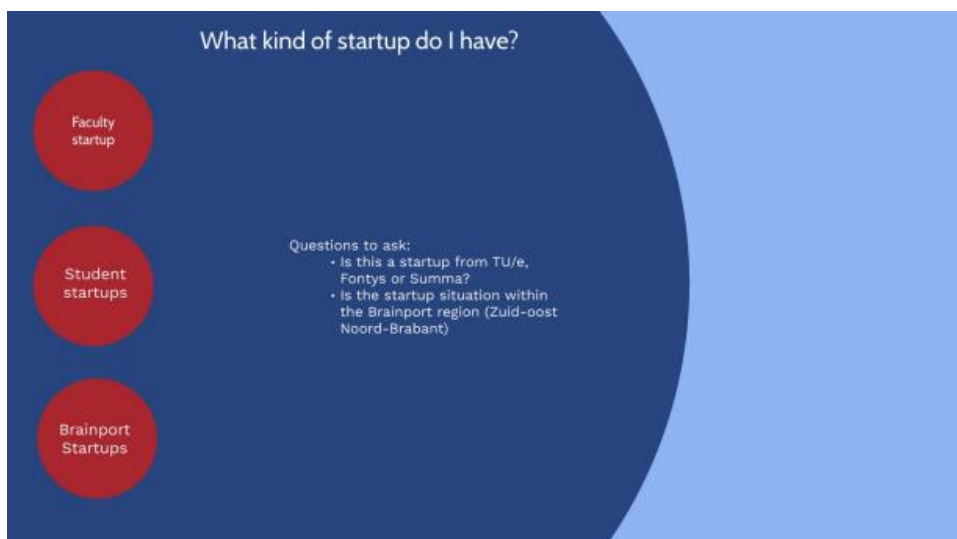 What kind of startup do I have?
Faculty
startup
Student
startups
Brainport
Startups
Questions to ask:
• Is this a startup from TU/e,
Fontys or Summa?
• Is the startup situation within
the Brainport region (Zuid-oost
Noord-Brabant)